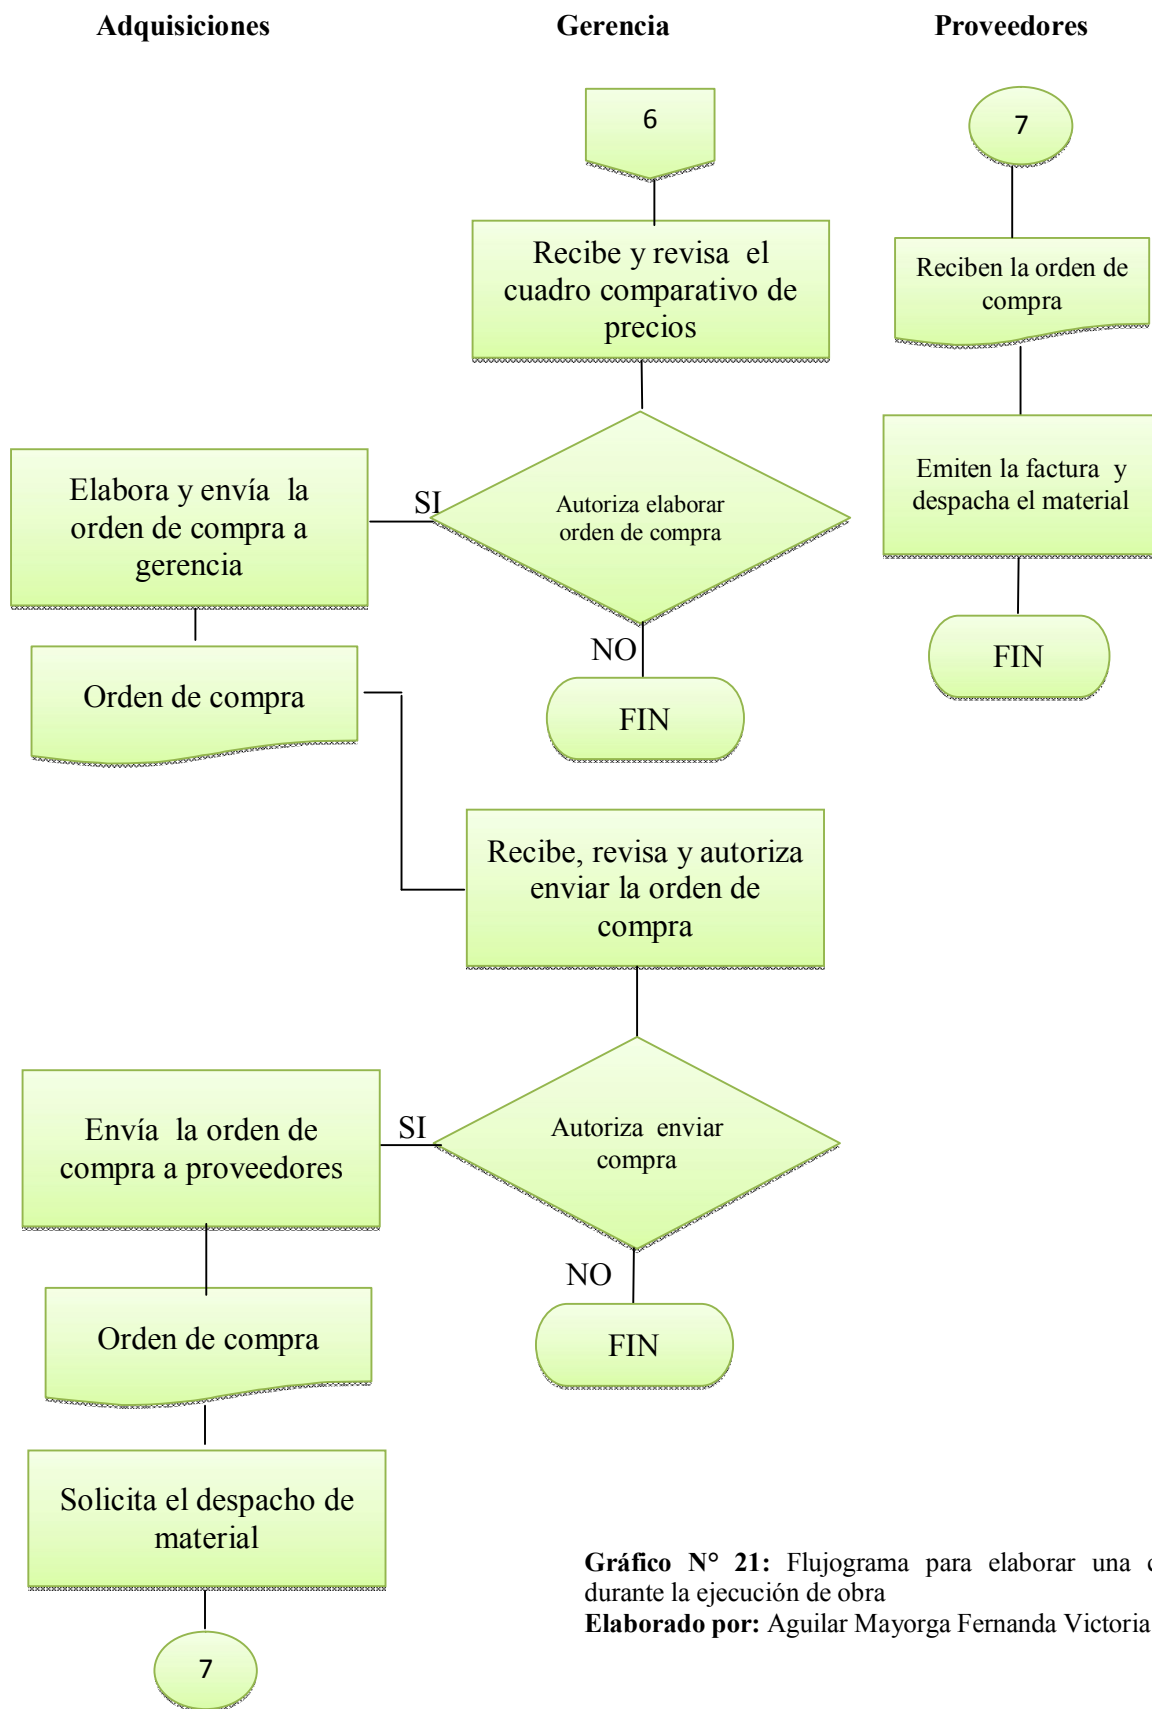 Adquisiciones
Gerencia
Proveedores
6
7
Recibe y revisa  el
cuadro comparativo de
precios
Reciben la orden de
compra
Elabora y envía  la
orden de compra a
gerencia
SI
Autoriza elaborar
orden de compra
Emiten la factura  y
despacha el material
NO
FIN
FIN
Orden de compra
Recibe, revisa y autoriza
enviar la orden de
compra
Envía  la orden de
compra a proveedores
SI
Autoriza  enviar
compra
NO
FIN
Orden de compra
Solicita el despacho de
material
7
Gráfico N° 21: Flujograma para elaborar una
durante la ejecución de obra
Elaborado por: Aguilar Mayorga Fernanda Victoria